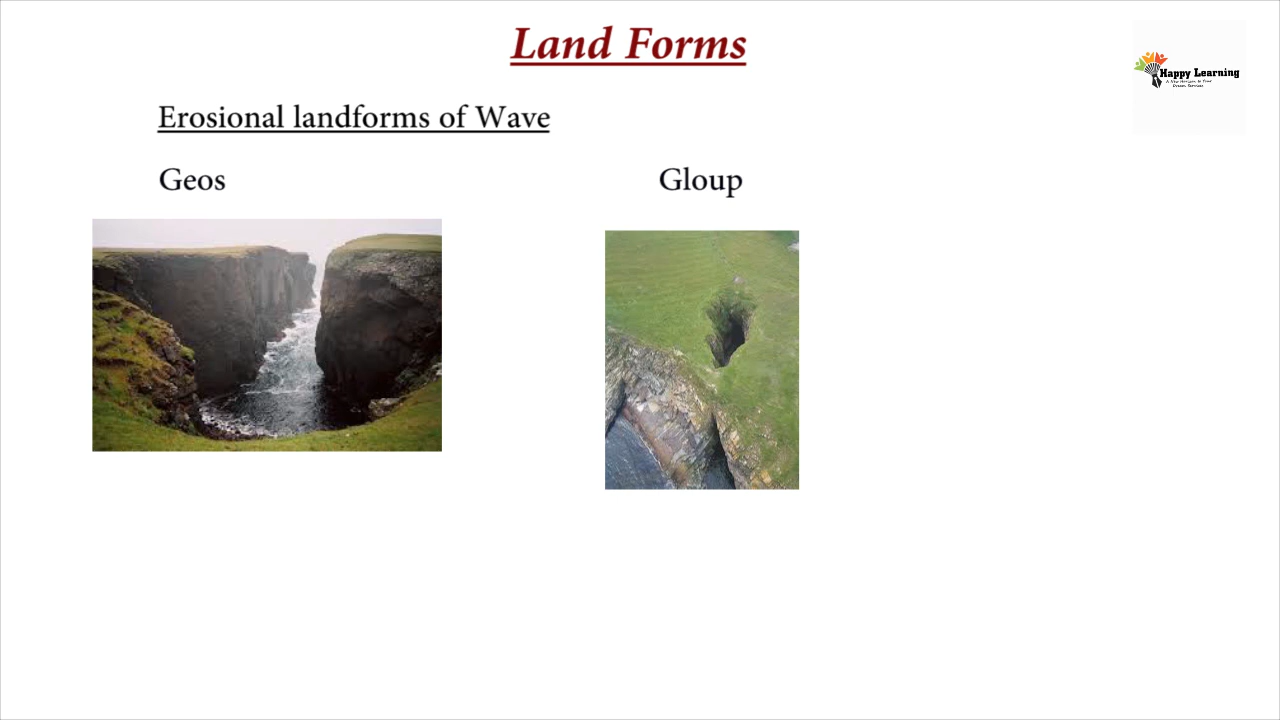 Land Forms
Happy Learning
Erosional landforms of Wave
Geos
Gloup